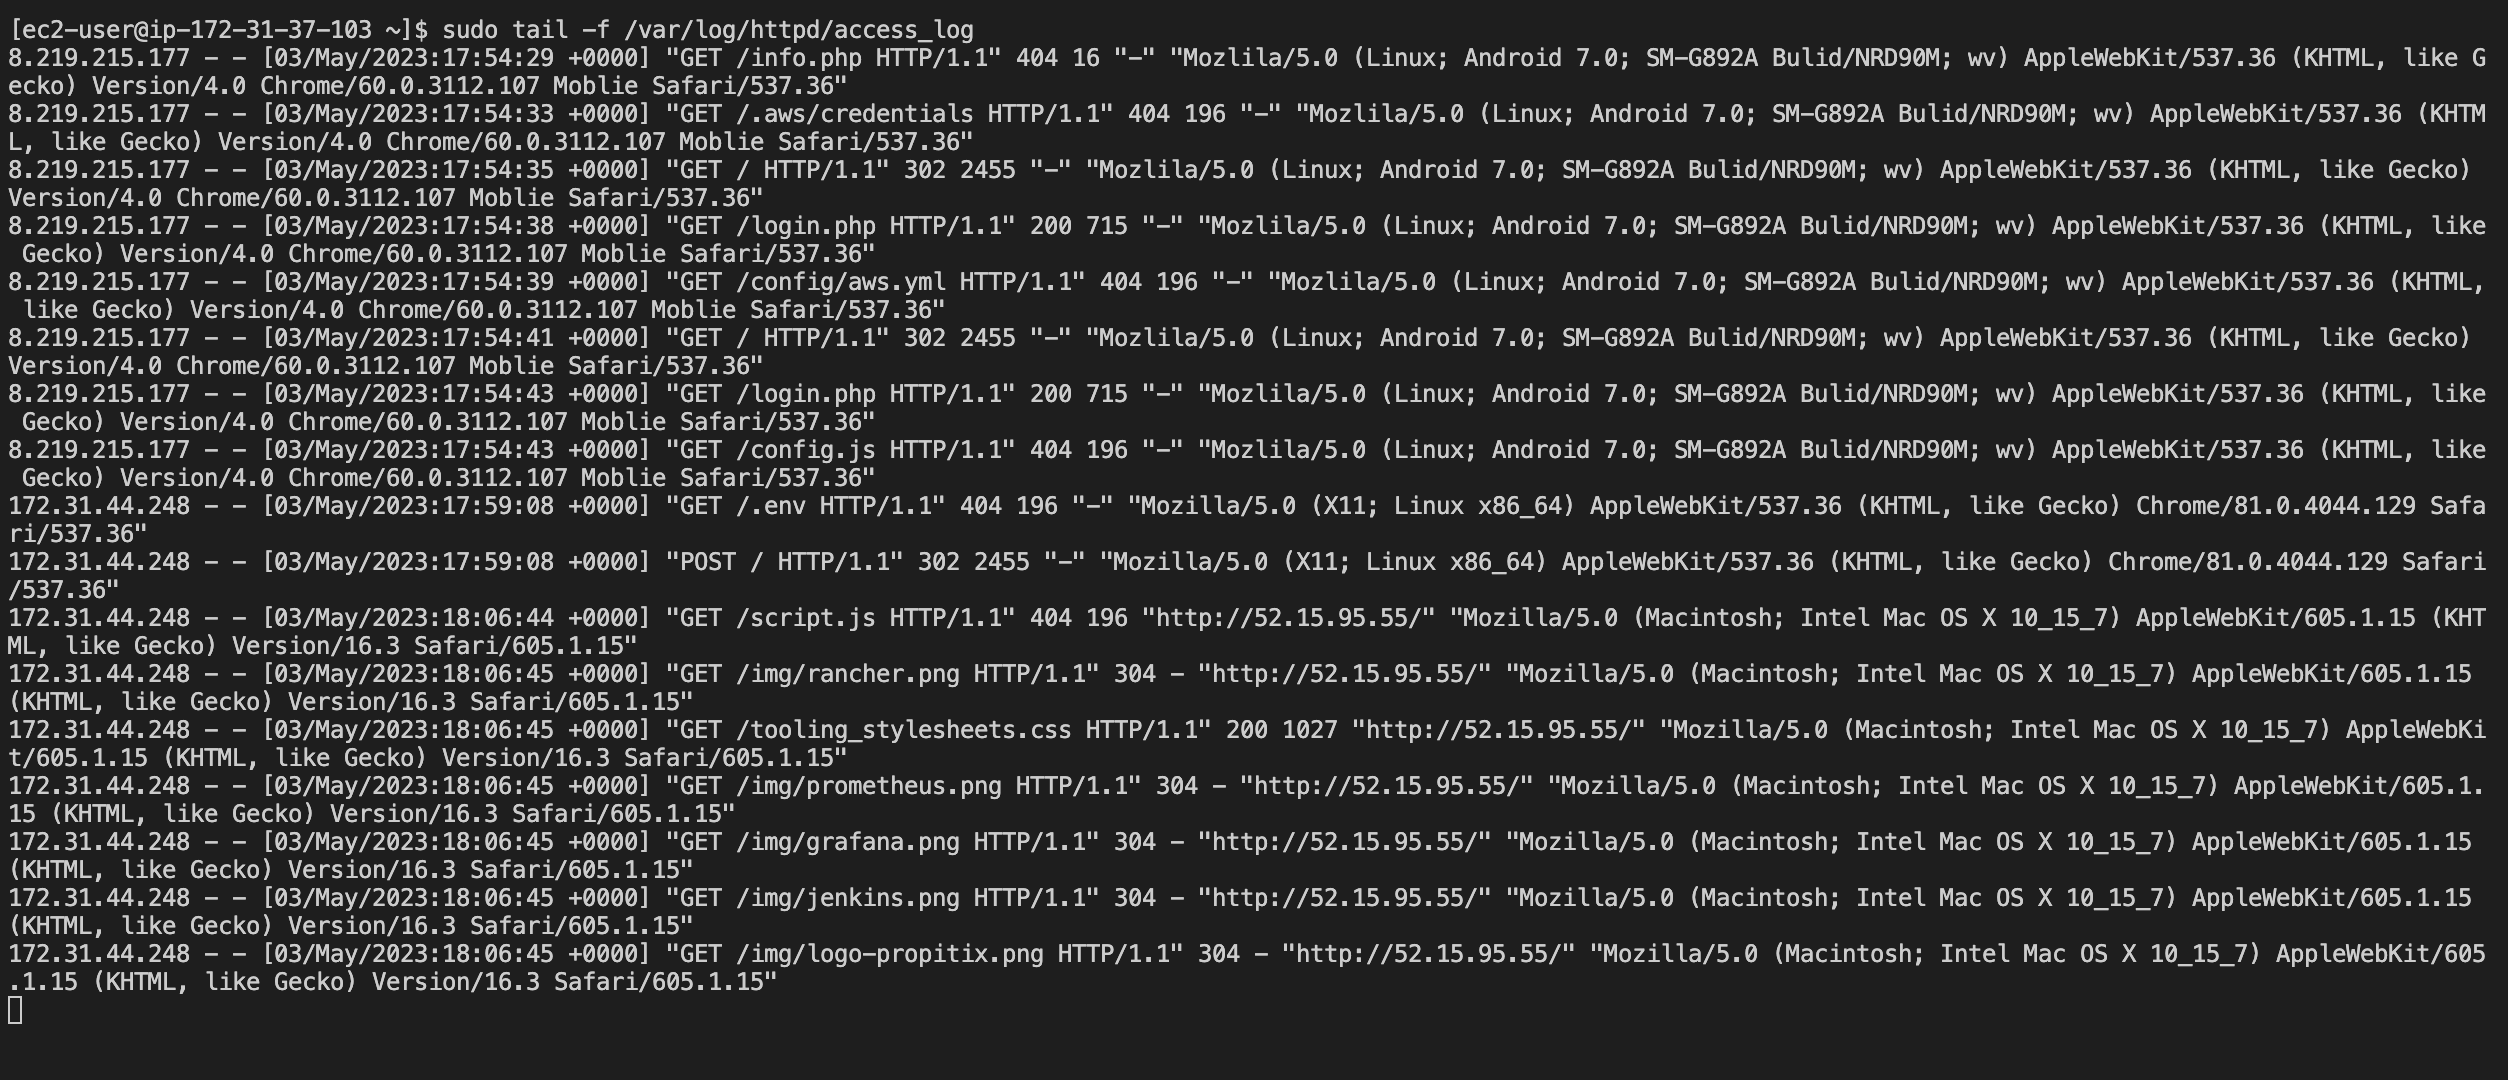 [ec2-user@ip-172-31-37-103 ~]$ sudo tail -f /var/log/httpd/access_log
8.219.215.177 - - [03/May/2023:17:54:29 +0000] "GET /info.php HTTP/1.1" 404 16 "-" "Mozlila/5.0 (Linux; Android 7.0; SM-G892A Bulid/NRD90M; wv) AppleWebKit/537.36 (KHTML, like G
ecko) Version/4.0 Chrome/60.0.3112.107 Moblie Safari/537.36"
8.219.215.177 - - [03/May/2023:17:54:33 +0000] "GET /.aws/credentials HTTP/1.1" 404 196 "-" "Mozlila/5.0 (Linux; Android 7.0; SM-G892A Bulid/NRD90M; wv) AppleWebKit/537.36 (KHTM
L, like Gecko) Version/4.0 Chrome/60.0.3112.107 Moblie Safari/537.36"
8.219.215.177 - - [03/May/2023:17:54:35 +0000] "GET / HTTP/1.1" 302 2455 "-" "Mozlila/5.0 (Linux; Android 7.0; SM-G892A Bulid/NRD90M; wv) AppleWebKit/537.36 (KHTML, like Gecko)
Version/4.0 Chrome/60.0.3112.107 Moblie Safari/537.36"
8.219.215.177 - - [03/May/2023:17:54:38 +0000] "GET /login.php HTTP/1.1" 200 715 "-" "Mozlila/5.0 (Linux; Android 7.0; SM-G892A Bulid/NRD90M; wv) AppleWebKit/537.36 (KHTML, like
 Gecko) Version/4.0 Chrome/60.0.3112.107 Moblie Safari/537.36"
8.219.215.177 - - [03/May/2023:17:54:39 +0000] "GET /config/aws.yml HTTP/1.1" 404 196 "-" "Mozlila/5.0 (Linux; Android 7.0; SM-G892A Bulid/NRD90M; wv) AppleWebKit/537.36 (KHTML,
 like Gecko) Version/4.0 Chrome/60.0.3112.107 Moblie Safari/537.36"
8.219.215.177 - - [03/May/2023:17:54:41 +0000] "GET / HTTP/1.1" 302 2455 "-" "Mozlila/5.0 (Linux; Android 7.0; SM-G892A Bulid/NRD90M; wv) AppleWebKit/537.36 (KHTML, like Gecko)
Version/4.0 Chrome/60.0.3112.107 Moblie Safari/537.36"
8.219.215.177 - - [03/May/2023:17:54:43 +0000] "GET /login.php HTTP/1.1" 200 715 "-" "Mozlila/5.0 (Linux; Android 7.0; SM-G892A Bulid/NRD90M; wv) AppleWebKit/537.36 (KHTML, like
 Gecko) Version/4.0 Chrome/60.0.3112.107 Moblie Safari/537.36"
8.219.215.177 - - [03/May/2023:17:54:43 +0000] "GET /config.js HTTP/1.1" 404 196 "-" "Mozlila/5.0 (Linux; Android 7.0; SM-G892A Bulid/NRD90M; wv) AppleWebKit/537.36 (KHTML, like
 Gecko) Version/4.0 Chrome/60.0.3112.107 Moblie Safari/537.36"
172.31.44.248 - - [03/May/2023:17:59:08 +0000] "GET /.env HTTP/1.1" 404 196 "-" "Mozilla/5.0 (X11; Linux x86_64) AppleWebKit/537.36 (KHTML, like Gecko) Chrome/81.0.4044.129 Safa
ri/537.36"
172.31.44.248 - - [03/May/2023:17:59:08 +0000] "POST / HTTP/1.1" 302 2455 "-" "Mozilla/5.0 (X11; Linux x86_64) AppleWebKit/537.36 (KHTML, like Gecko) Chrome/81.0.4044.129 Safari
/537.36"
172.31.44.248 - - [03/May/2023:18:06:44 +0000] "GET /script.js HTTP/1.1" 404 196 "http://52.15.95.55/" "Mozilla/5.0 (Macintosh; Intel Mac OS X 10_15_7) AppleWebKit/605.1.15 (KHT
ML, like Gecko) Version/16.3 Safari/605.1.15"
172.31.44.248 - - [03/May/2023:18:06:45 +0000] "GET /img/rancher.png HTTP/1.1" 304 - "http://52.15.95.55/" "Mozilla/5.0 (Macintosh; Intel Mac OS X 10_15_7) AppleWebKit/605.1.15
(KHTML, like Gecko) Version/16.3 Safari/605.1.15"
172.31.44.248 - - [03/May/2023:18:06:45 +0000] "GET /tooling_stylesheets.css HTTP/1.1" 200 1027 "http://52.15.95.55/" "Mozilla/5.0 (Macintosh; Intel Mac OS X 10_15_7) AppleWebKi
t/605.1.15 (KHTML, like Gecko) Version/16.3 Safari/605.1.15"
172.31.44.248 - - [03/May/2023:18:06:45 +0000] "GET /img/prometheus.png HTTP/1.1" 304 - "http://52.15.95.55/" "Mozilla/5.0 (Macintosh; Intel Mac OS X 10_15_7) AppleWebKit/605.1.
15 (KHTML, like Gecko) Version/16.3 Safari/605.1.15"
172.31.44.248 - - [03/May/2023:18:06:45 +0000] "GET /img/grafana.png HTTP/1.1" 304 - "http://52.15.95.55/" "Mozilla/5.0 (Macintosh; Intel Mac OS X 10_15_7) AppleWebKit/605.1.15
(KHTML, like Gecko) Version/16.3 Safari/605.1.15"
172.31.44.248 - - [03/May/2023:18:06:45 +0000] "GET /img/jenkins.png HTTP/1.1" 304 - "http://52.15.95.55/" "Mozilla/5.0 (Macintosh; Intel Mac OS X 10_15_7) AppleWebKit/605.1.15
(KHTML, like Gecko) Version/16.3 Safari/605.1.15"
172.31.44.248 - - [03/May/2023:18:06:45 +0000] "GET /img/logo-propitix.png HTTP/1.1" 304 - "http://52.15.95.55/" "Mozilla/5.0 (Macintosh; Intel Mac OS X 10_15_7) AppleWebKit/605
.1.15 (KHTML, like Gecko) Version/16.3 Safari/605.1.15"